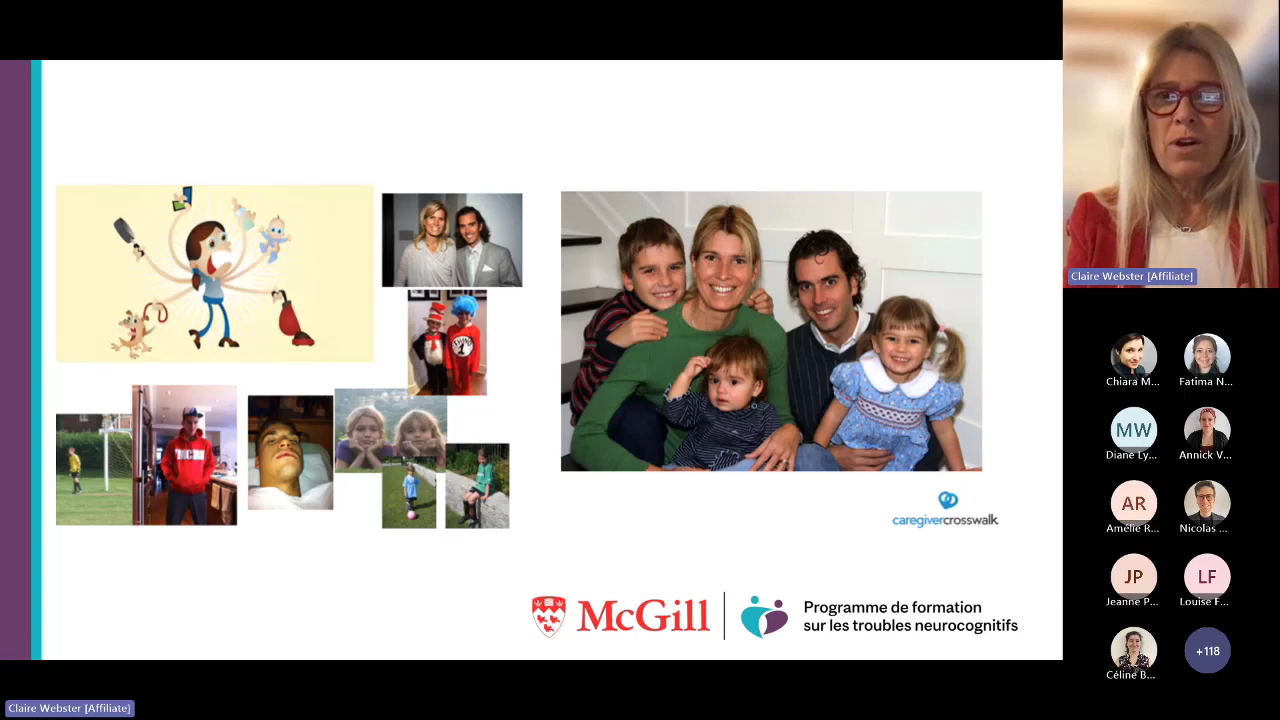 Claire Webster [Affiliate]
Chiara M...
Fatima N...
MW
Diane Ly...
Annick V...
AR
Amélie R...
Nicolas ...
JP
Jeanne P...
LF
Louise F...
Céline B...
+118
caregivercrosswalk
McGill
Programme de formation
sur les troubles neurocognitifs
Claire Webster [Affiliate]